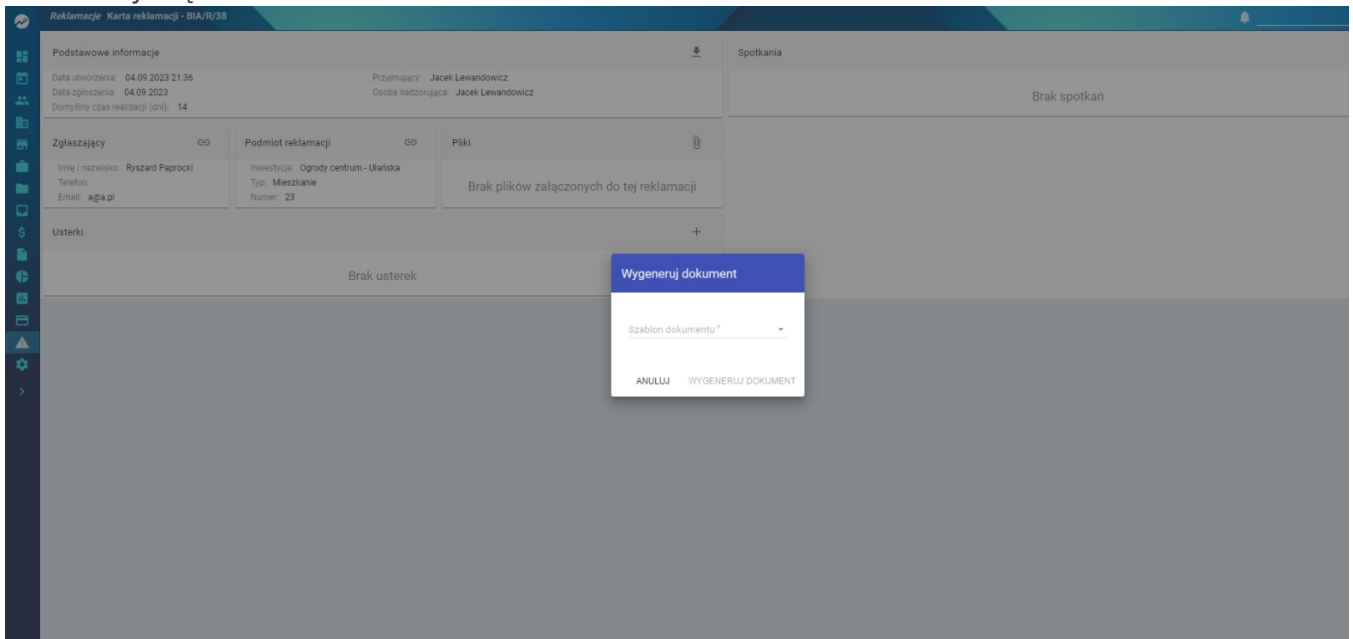 Reklamacje Karta reklamacji - BIA/R/38
Podstawowe informacje
Data utworzenia: 04.09.2023 21:36
Data zgłoszenia: 04.09.2023
Domyślny czas realizacji (dni): 14
Przyjmujący: Jacek Lewandowicz
Osoba nadzorująca: Jacek Lewandowicz
Spotkania
Brak spotkań
Zgłaszający
Imię i nazwisko: Ryszard Paprocki
Telefon:
Email: a@a.pl
Podmiot reklamacji
Inwestycja: Ogrody centrum - Ułańska
Typ: Mieszkanie
Numer: 23
Pliki
Brak plików załączonych do tej reklamacji
Usterki
Brak usterek
Wygeneruj dokument
Szablon dokumentu *
ANULUJ WYGENERUJ DOKUMENT